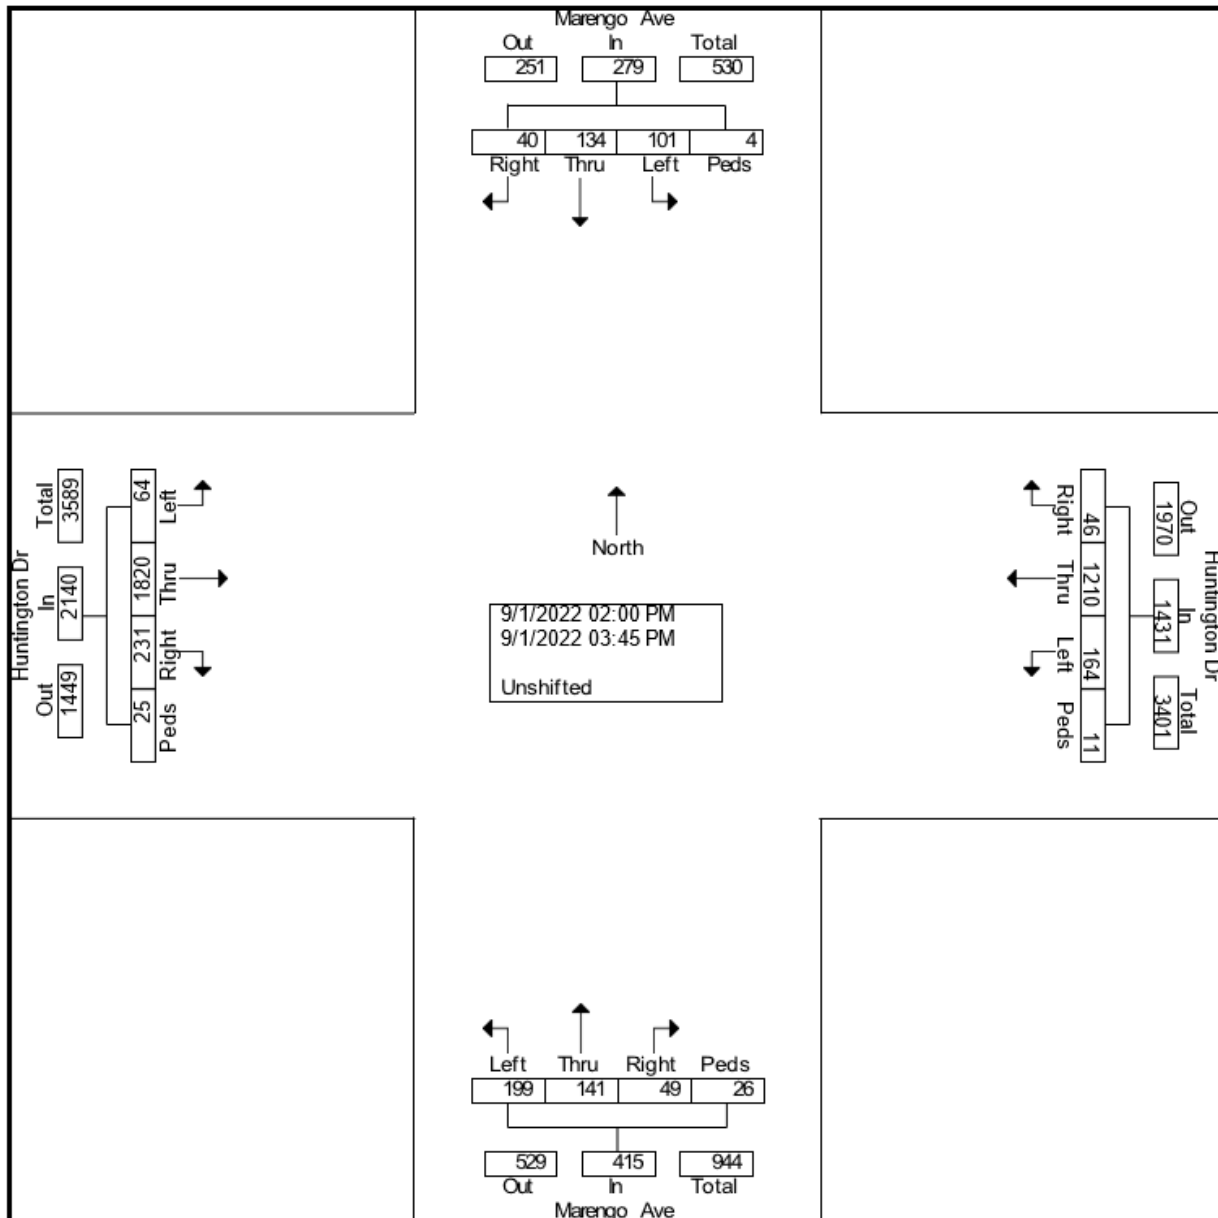 Marengo Ave
Out In Total
251 279 530
40 134 101 4
Right Thru Left Peds
Huntington Dr
Total In Out
3589 2140 1449
64 1820 231 25
Left Thru Right Peds
North
9/1/2022 02:00 PM
9/1/2022 03:45 PM
Unshifted
Right Thru Left Peds
46 1210 164 11
Out In Total
1970 1431 3401
Huntington Dr
Left Thru Right Peds
199 141 49 26
529 415 944
Out In Total
Marengo Ave